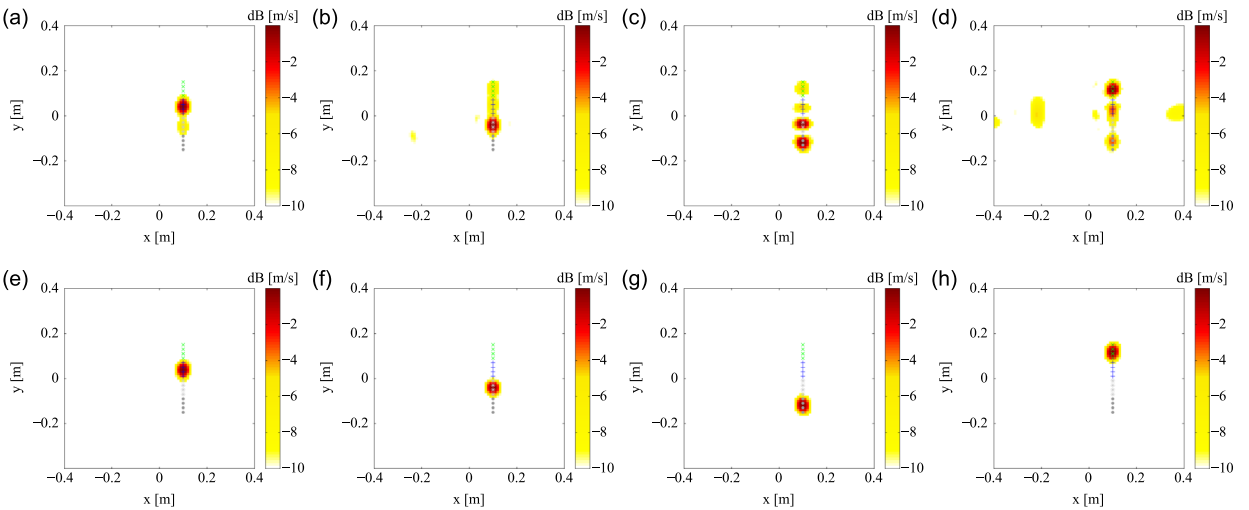 (a) dB [m/s] (b) dB [m/s] (c) dB [m/s] (d) dB [m/s]
0.4 0.4 0.4 0.4
−2 −2 −2 −2
0.2 0.2 0.2 0.2
−4 −4 −4 −4
y [m] 0 y [m] 0 y [m] 0 y [m] 0
−6 −6 −6 −6
−0.2 −0.2 −0.2 −0.2
−8 −8 −8 −8
−10 −10 −10 −10
−0.4 −0.2 0 0.2 0.4 −0.4 −0.2 0 0.2 0.4 −0.4 −0.2 0 0.2 0.4 −0.4 −0.2 0 0.2 0.4
x [m] x [m] x [m] x [m]
(e) dB [m/s] (f) dB [m/s] (g) dB [m/s] (h) dB [m/s]
0.4 0.4 0.4 0.4
−2 −2 −2 −2
0.2 0.2 0.2 0.2
−4 −4 −4 −4
y [m] 0 y [m] 0 y [m] 0 y [m] 0
−6 −6 −6 −6
−0.2 −0.2 −0.2 −0.2
−8 −8 −8 −8
−10 −10 −10 −10
−0.4 −0.2 0 0.2 0.4 −0.4 −0.2 0 0.2 0.4 −0.4 −0.2 0 0.2 0.4 −0.4 −0.2 0 0.2 0.4
x [m] x [m] x [m] x [m]